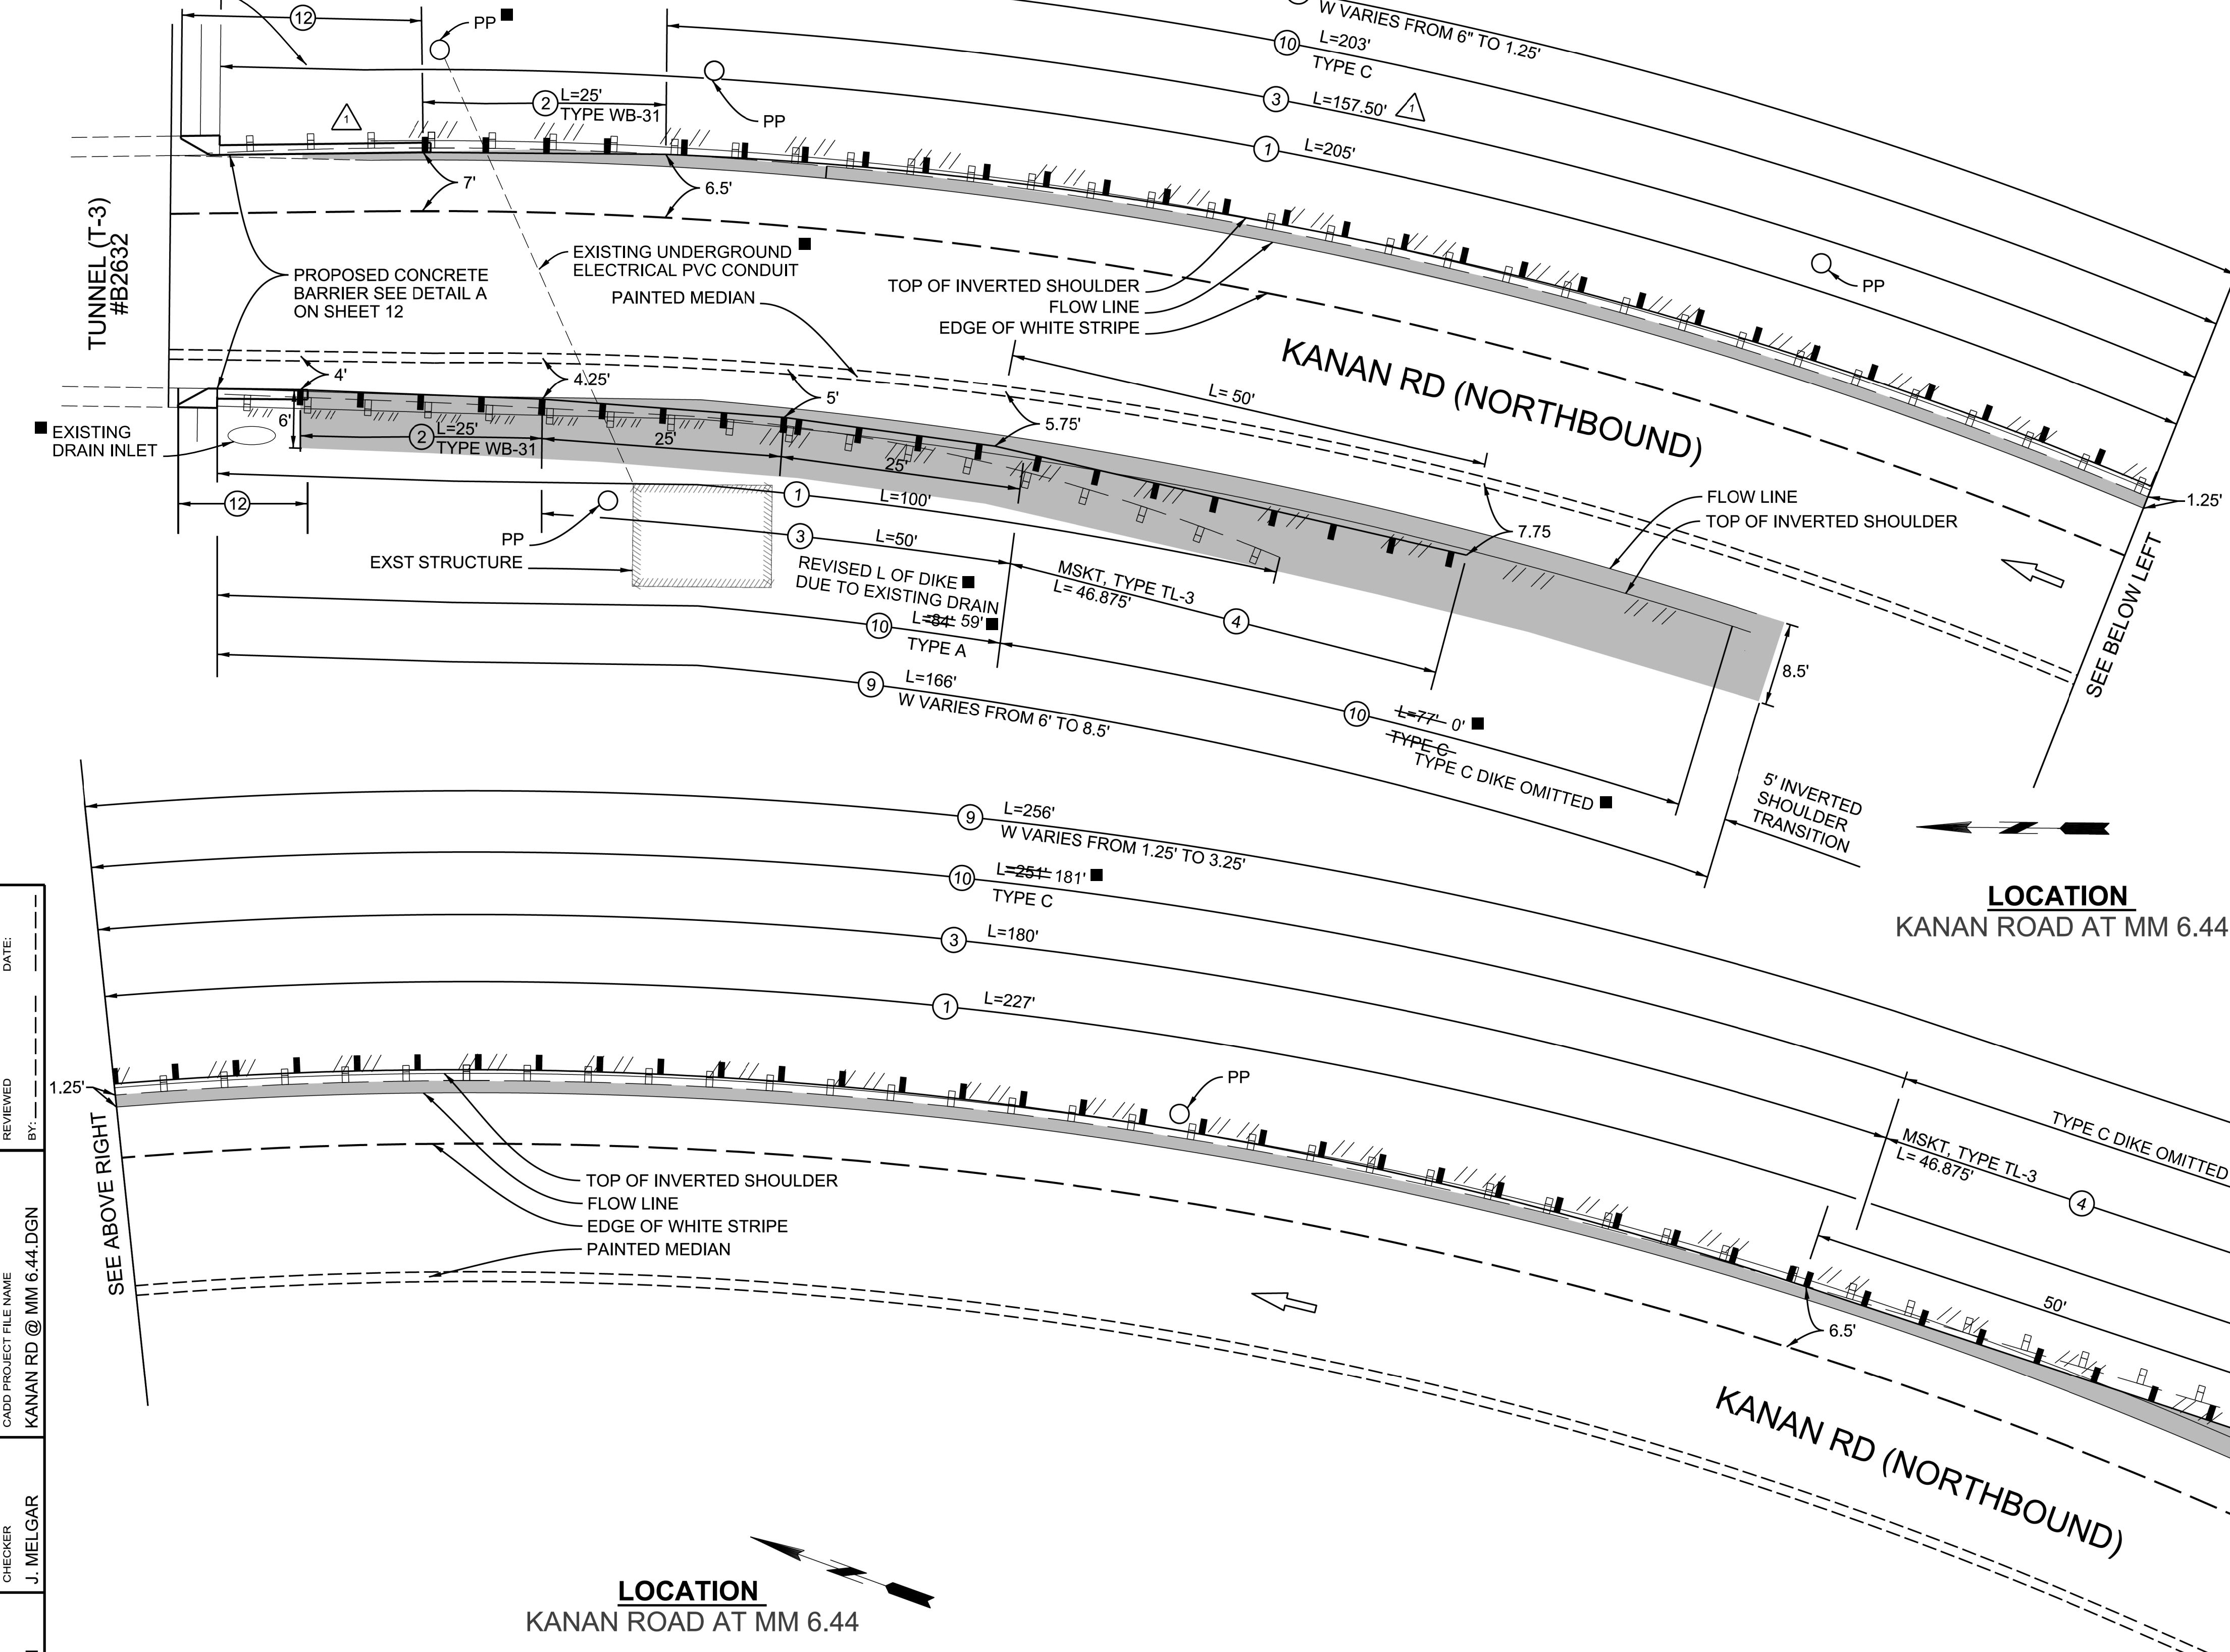 12
PP
W VARIES FROM 6" TO 1.25'
10 L=203'
TYPE C
3 L=157.50' 1
1 L=205'
2 L=25'
TYPE WB-31
PP
1
7'
6.5'
TUNNEL (T-3)
#B2632
EXISTING UNDERGROUND
ELECTRICAL PVC CONDUIT
PROPOSED CONCRETE
BARRIER SEE DETAIL A
ON SHEET 12
PAINTED MEDIAN
TOP OF INVERTED SHOULDER
FLOW LINE
EDGE OF WHITE STRIPE
PP
KANAN RD (NORTHBOUND)
4'
4.25'
5'
L= 50'
5.75'
6'
EXISTING
DRAIN INLET
2 L=25'
TYPE WB-31
25'
25'
12
1 L=100'
FLOW LINE
TOP OF INVERTED SHOULDER
1.25'
7.75
PP
EXST STRUCTURE
3 L=50'
REVISED L OF DIKE
DUE TO EXISTING DRAIN
MSKT, TYPE TL-3
L= 46.875'
4
10 L=84' 59'
TYPE A
9 L=166'
W VARIES FROM 6' TO 8.5'
10 L=77' 0'
TYPE C
TYPE C DIKE OMITTED
8.5'
SEE BELOW LEFT
5' INVERTED
SHOULDER
TRANSITION
LOCATION
KANAN ROAD AT MM 6.44
9 L=256'
W VARIES FROM 1.25' TO 3.25'
10 L=251' 181'
TYPE C
3 L=180'
1 L=227'
1.25'
SEE ABOVE RIGHT
PP
TOP OF INVERTED SHOULDER
FLOW LINE
EDGE OF WHITE STRIPE
PAINTED MEDIAN
TYPE C DIKE OMITTED
MSKT, TYPE TL-3
L= 46.875'
4
50'
6.5'
KANAN RD (NORTHBOUND)
LOCATION
KANAN ROAD AT MM 6.44
DATE:
REVIEWED
BY:
CADD PROJECT FILE NAME
KANAN RD @ MM 6.44.DGN
CHECKER
J. MELGAR